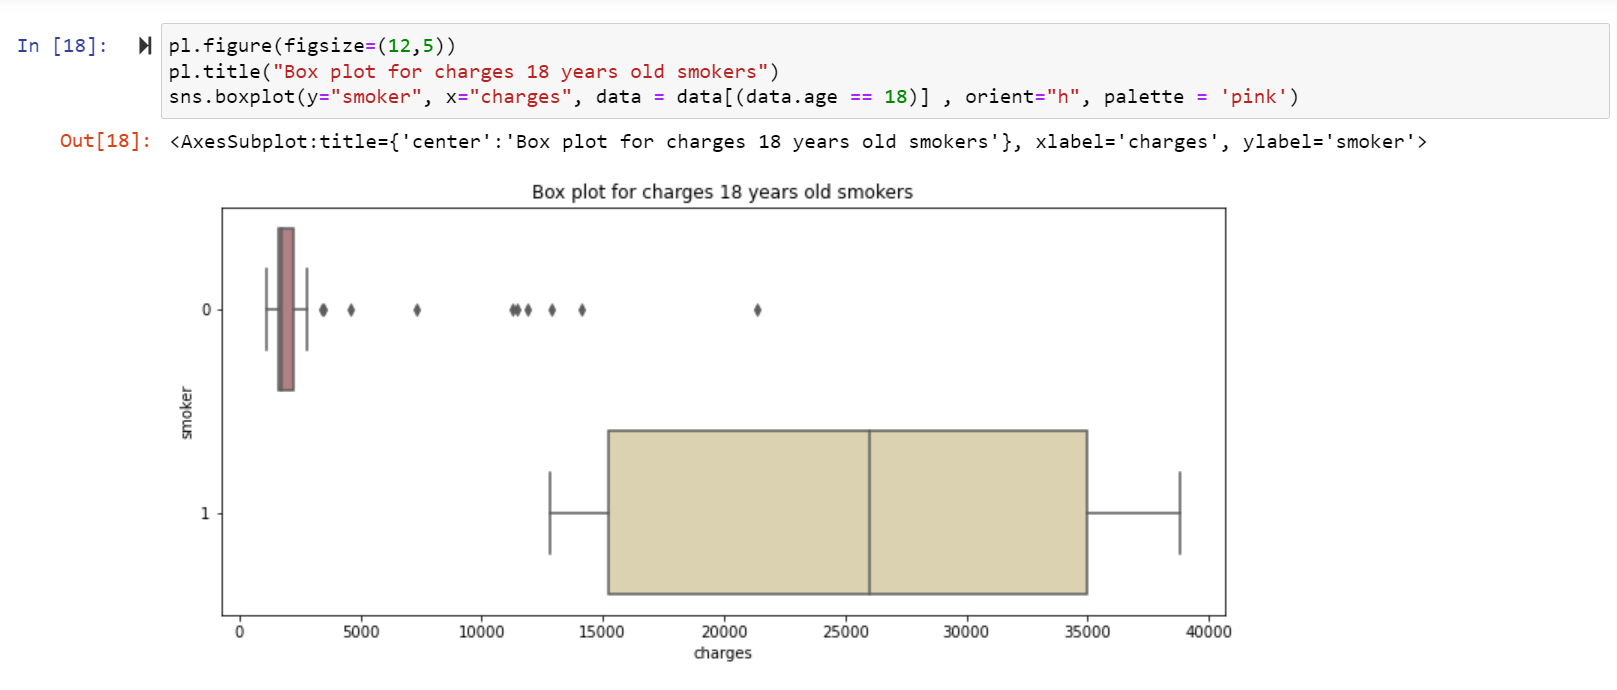 In [18]:
pl.figure(figsize=(12,5))
pl.title("Box plot for charges 18 years old smokers")
sns.boxplot(y="smoker", x="charges", data = data[(data.age == 18)] , orient="h", palette = 'pink')
Out[18]: <AxesSubplot:title={'center':'Box plot for charges 18 years old smokers'}, xlabel='charges', ylabel='smoker'>
Box plot for charges 18 years old smokers
0
smoker
1
0 5000 10000 15000 20000 25000 30000 35000 40000
charges